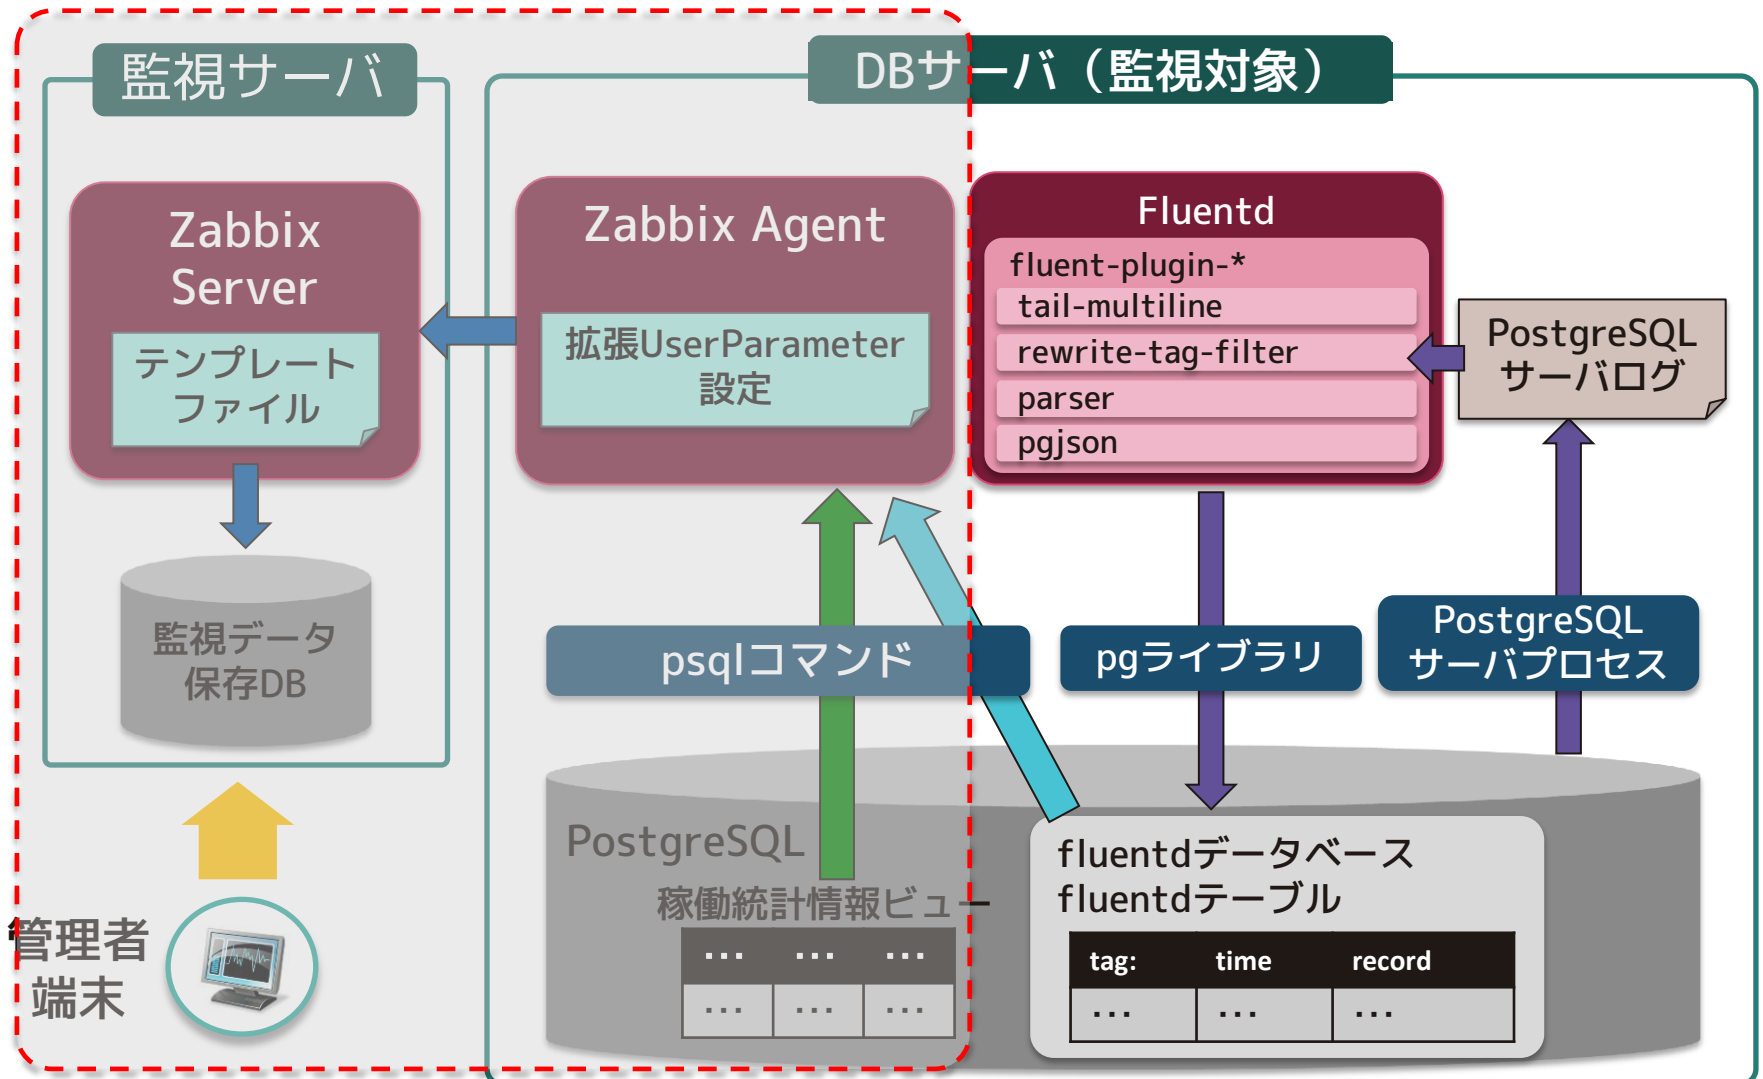 監視サーバ
DBサーバ（監視対象）
Zabbix
Server
テンプレート
ファイル
監視データ
保存DB
管理者
端末
Zabbix Agent
拡張UserParameter
設定
Fluentd
fluent-plugin-*
tail-multiline
rewrite-tag-filter
parser
pgjson
PostgreSQL
サーバログ
psqlコマンド
pgライブラリ
PostgreSQL
サーバプロセス
PostgreSQL
稼働統計情報ビュー
... ... ...
... ... ...
fluentdデータベース
fluentdテーブル
tag: time record
... ... ...